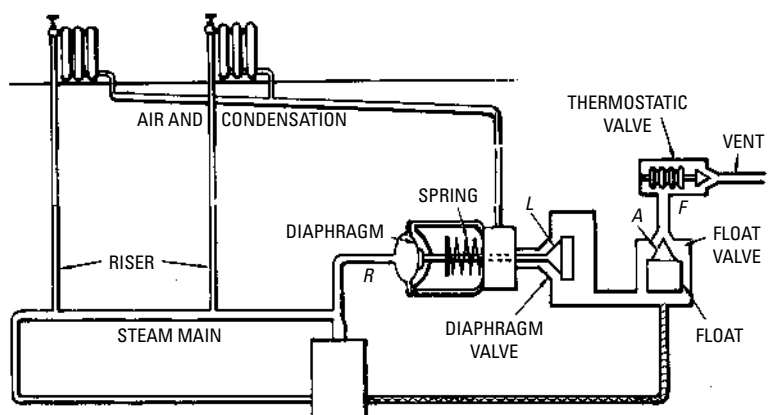 THERMOSTATIC
VALVE
VENT
AIR AND CONDENSATION
SPRING
L
F
DIAPHRAGM
A
FLOAT
VALVE
RISER
R
STEAM MAIN
DIAPHRAGM
VALVE
FLOAT